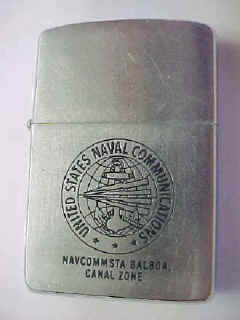 UNITED STATES NAVAL COMMUNICATIONS
NAVCOMMSTA BALBOA,
CANAL ZONE